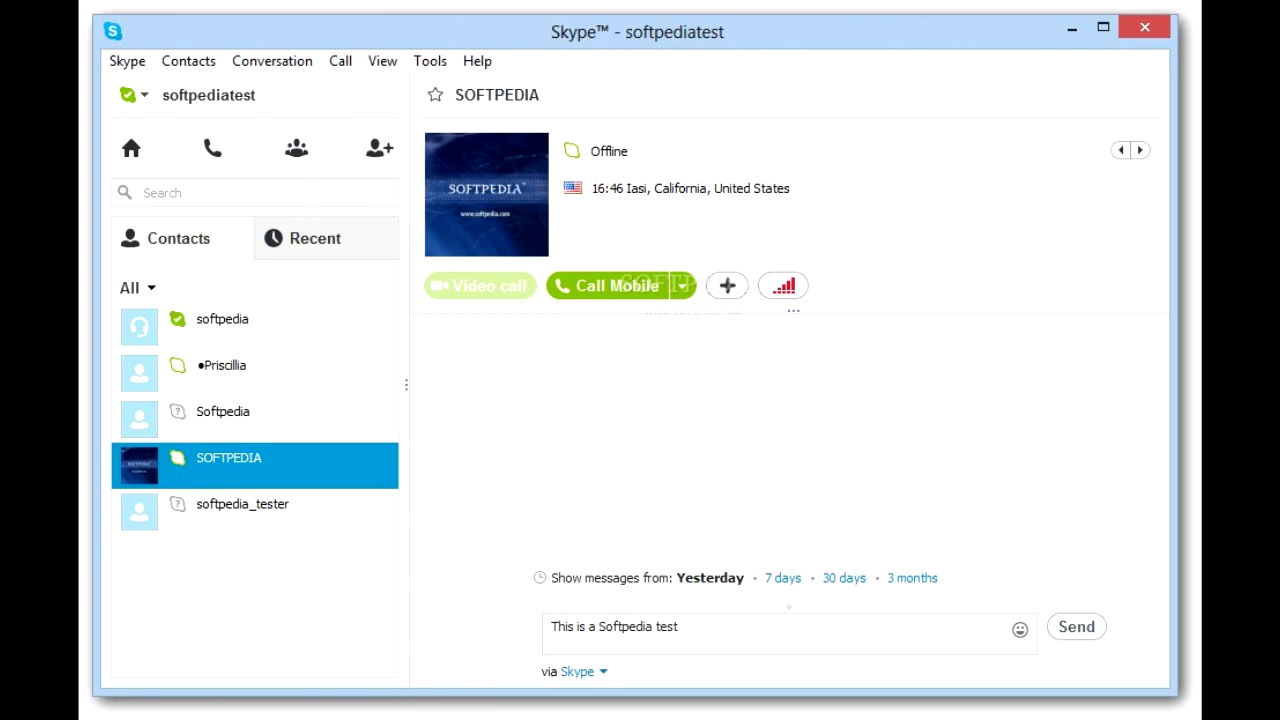 Skype™ - softpediatest
Skype Contacts Conversation Call View Tools Help
softpediatest
Search
Contacts Recent
All
softpedia
●Priscillia
Softpedia
SOFTPEDIA
softpedia_tester
SOFTPEDIA
SOFTPEDIA™
www.softpedia.com
Offline
16:46 Iasi, California, United States
Video call Call Mobile
Show messages from: Yesterday • 7 days • 30 days • 3 months
This is a Softpedia test
Send
via Skype